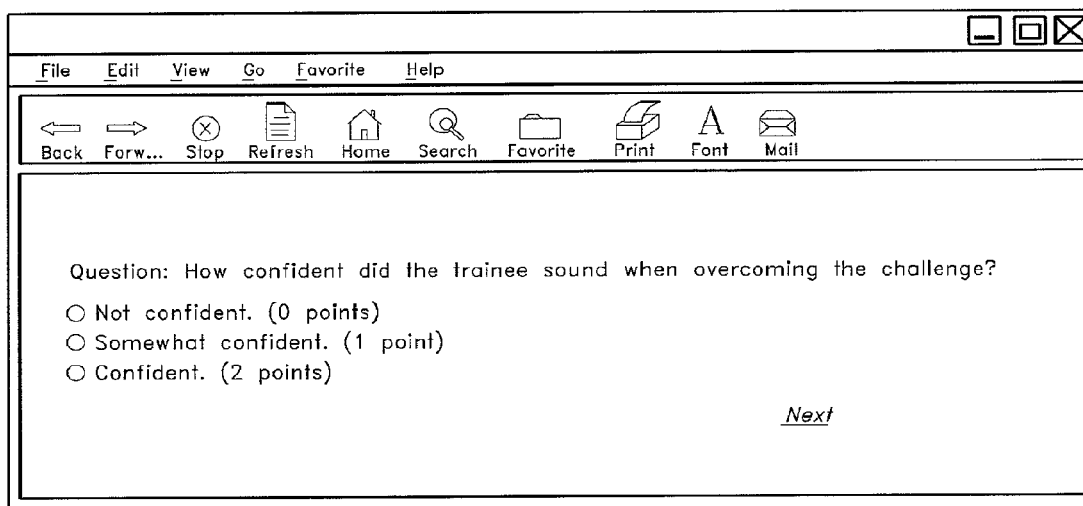 File Edit View Go Favorite Help
Back Forw... Stop Refresh Home Search Favorite Print Font Mail
Question: How confident did the trainee sound when overcoming the challenge?
Not confident. (0 points)
Somewhat confident. (1 point)
Confident. (2 points)
Next